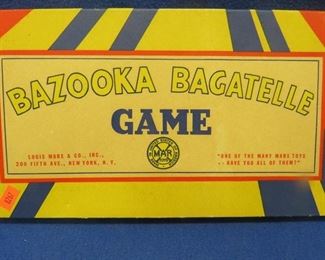 BAZOOKA BAGATELLE
GAME
LOUIS MARX & CO., INC.,
200 FIFTH AVE., NEW YORK, N. Y.
MAR
"ONE OF THE MANY MARX TOYS
-- HAVE YOU ALL OF THEM?"